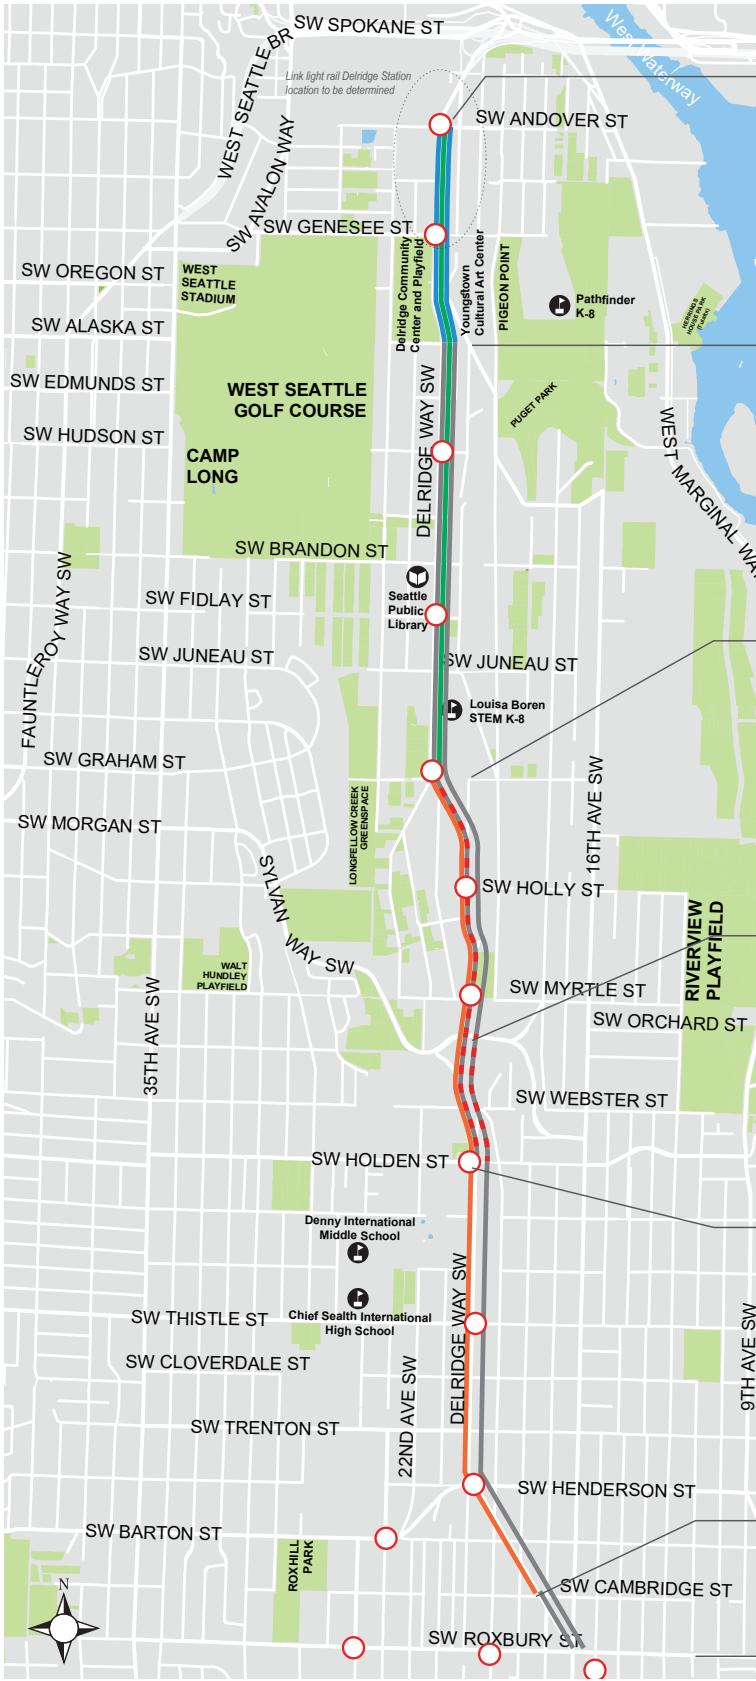 SW SPOKANE ST
WEST SEATTLE BR
West Waterway
Link light rail Delridge Station
location to be determined
SW ANDOVER ST
SW AVALON WAY
SW GENESEE ST
Delridge Community
Center and Playfield
Youngstown
Cultural Art Center
PIGEON POINT
SW OREGON ST
WEST
SEATTLE
STADIUM
Pathfinder
K-8
HERRING'S
HOUSE PARK
(Tualtx)
SW ALASKA ST
SW EDMUNDS ST
WEST SEATTLE
GOLF COURSE
DELRIDGE WAY SW
PUGET PARK
SW HUDSON ST
CAMP
LONG
WEST MARGINAL WAY
SW BRANDON ST
FAUNTLEROY WAY SW
Seattle
Public
Library
SW FIDLAY ST
SW JUNEAU ST
SW JUNEAU ST
Louisa Boren
STEM K-8
SW GRAHAM ST
16TH AVE SW
LONGFELLOW CREEK
GREENSPACE
SW MORGAN ST
SYLVAN WAY SW
SW HOLLY ST
RIVERVIEW
PLAYFIELD
WALT
HUNDLEY
PLAYFIELD
35TH AVE SW
SW MYRTLE ST
SW ORCHARD ST
SW WEBSTER ST
SW HOLDEN ST
Denny International
Middle School
DELRIDGE WAY SW
Chief Sealth International
High School
SW THISTLE ST
9TH AVE SW
SW CLOVERDALE ST
22ND AVE SW
SW TRENTON ST
SW HENDERSON ST
SW BARTON ST
ROXHILL
PARK
N
SW CAMBRIDGE ST
SW ROXBURY ST